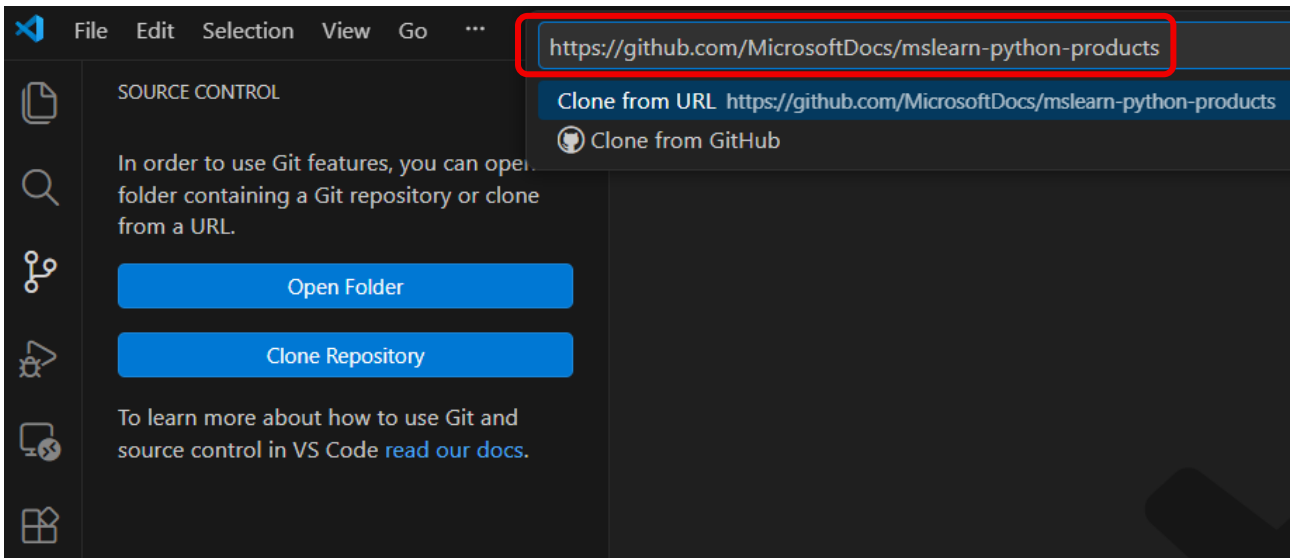 File Edit Selection View Go ···
https://github.com/MicrosoftDocs/mslearn-python-products
Clone from URL https://github.com/MicrosoftDocs/mslearn-python-products
Clone from GitHub
SOURCE CONTROL
In order to use Git features, you can open
folder containing a Git repository or clone
from a URL.
Open Folder
Clone Repository
To learn more about how to use Git and
source control in VS Code read our docs.